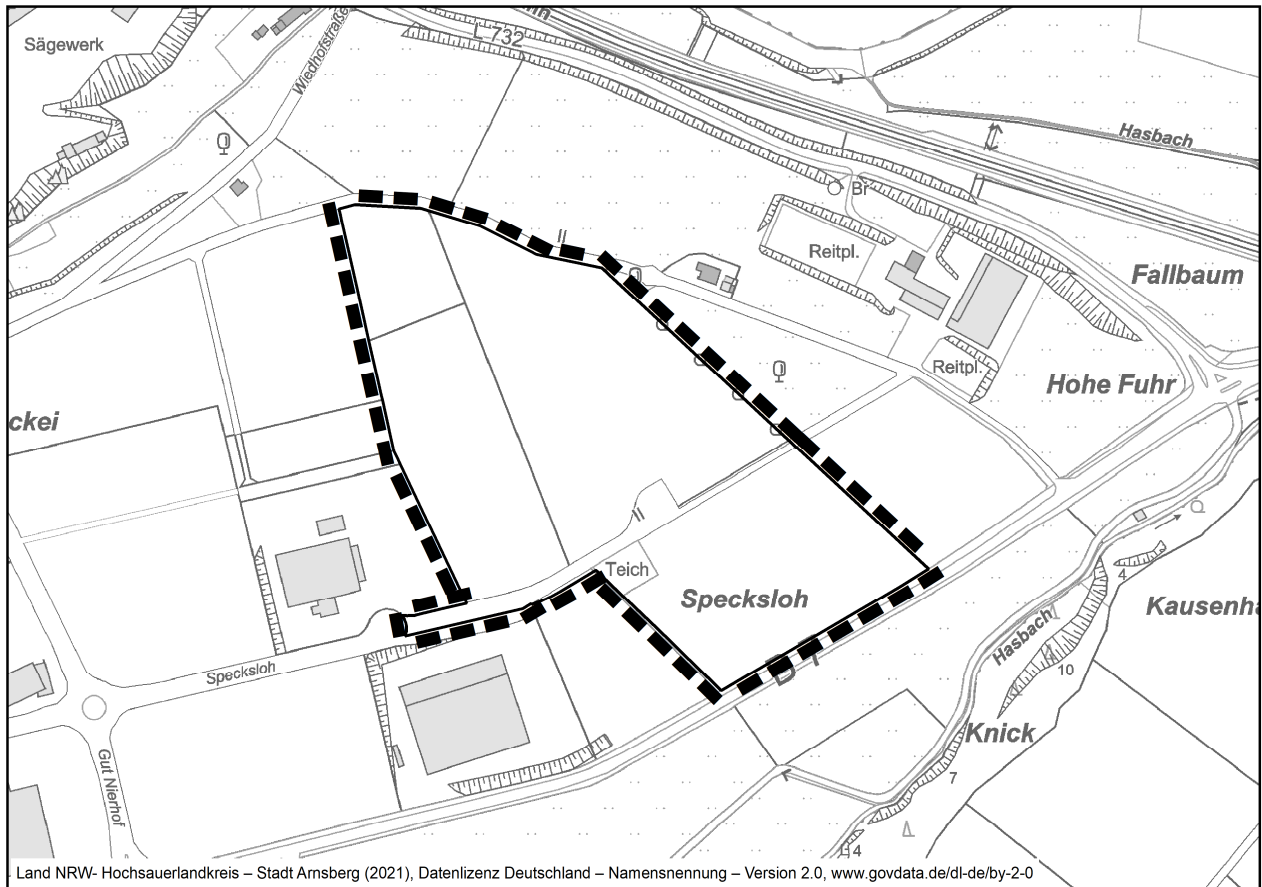 Sägewerk
Wiedhofstraße
L 732
Hasbach
Br
Reitpl.
Fallbaum
Reitpl.
Hohe Fuhr
ckei
Teich
Specksloh
4
Kausenha
Hasbach
10
Specksloh
Knick
7
Gut Nierhof
4
Land NRW- Hochsauerlandkreis – Stadt Arnsberg (2021), Datenlizenz Deutschland – Namensnennung – Version 2.0, www.govdata.de/dl-de/by-2-0